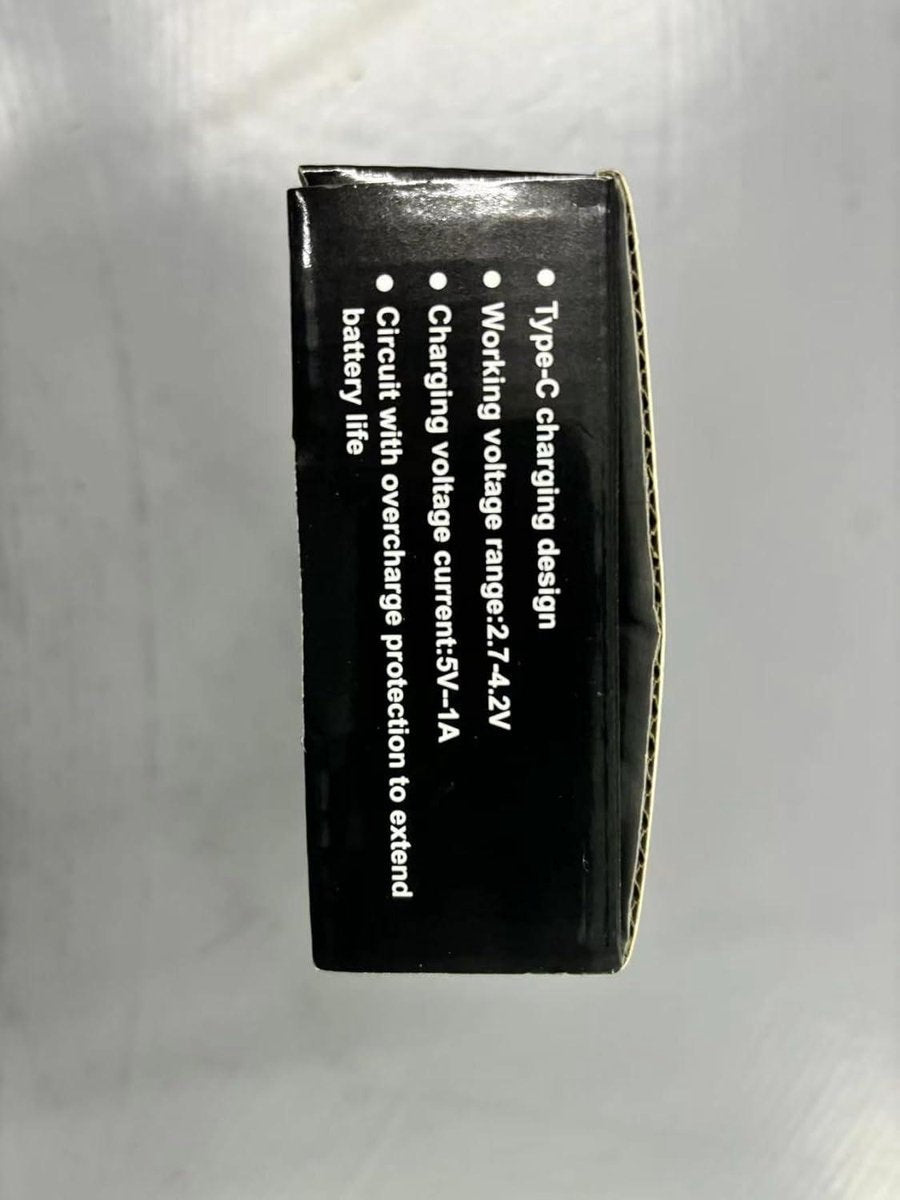 ● Type-C charging design
● Working voltage range:2.7-4.2V
● Charging voltage current:5V--1A
● Circuit with overcharge protection to extend
battery life